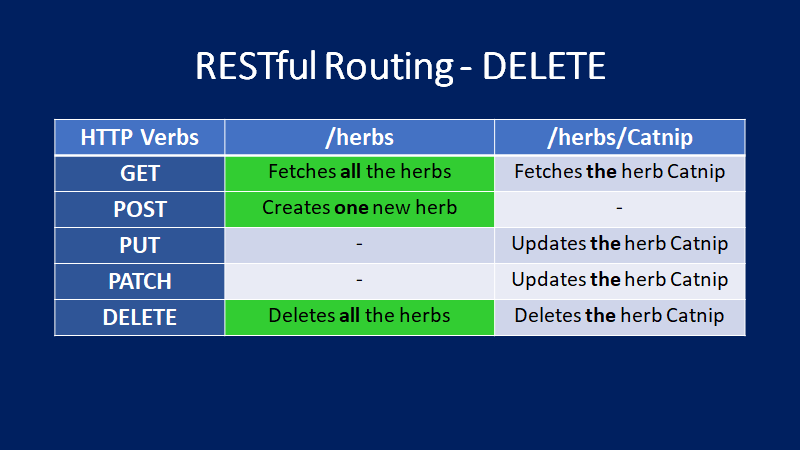 RESTful Routing - DELETE
HTTP Verbs /herbs /herbs/Catnip
GET Fetches all the herbs Fetches the herb Catnip
POST Creates one new herb -
PUT - Updates the herb Catnip
PATCH - Updates the herb Catnip
DELETE Deletes all the herbs Deletes the herb Catnip